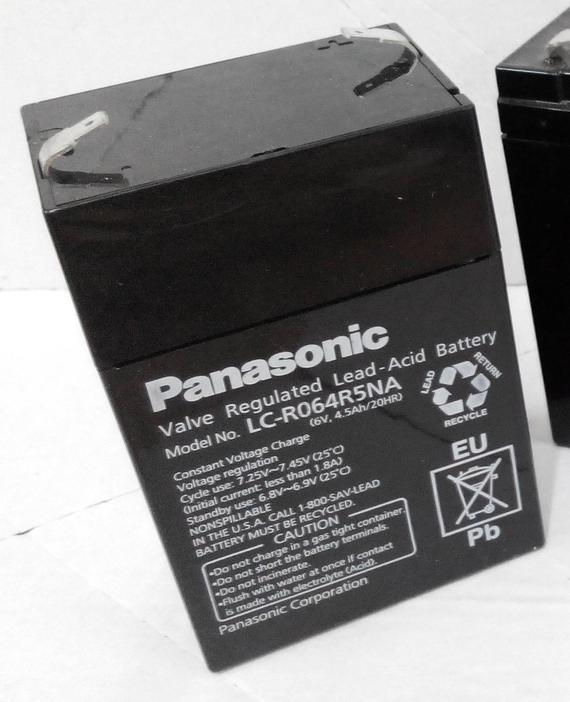 Panasonic
Valve Regulated Lead-Acid Battery
Model No. LC-R064R5NA
(6V, 4.5Ah/20HR)
Constant Voltage Charge
Voltage regulation
Cycle use: 7.25V~7.45V (25°C)
(Initial current: less than 1.8A)
Standby use: 6.8V~6.9V (25°C)
NONSPILLABLE
IN THE U.S.A. CALL 1-800-SAV-LEAD
BATTERY MUST BE RECYCLED.
CAUTION
•Do not charge in a gas tight container.
•Do not short the battery terminals.
•Do not incinerate.
•Flush with water at once if contact
is made with electrolyte (Acid).
Panasonic Corporation
LEAD
RETURN
RECYCLE
EU
Pb